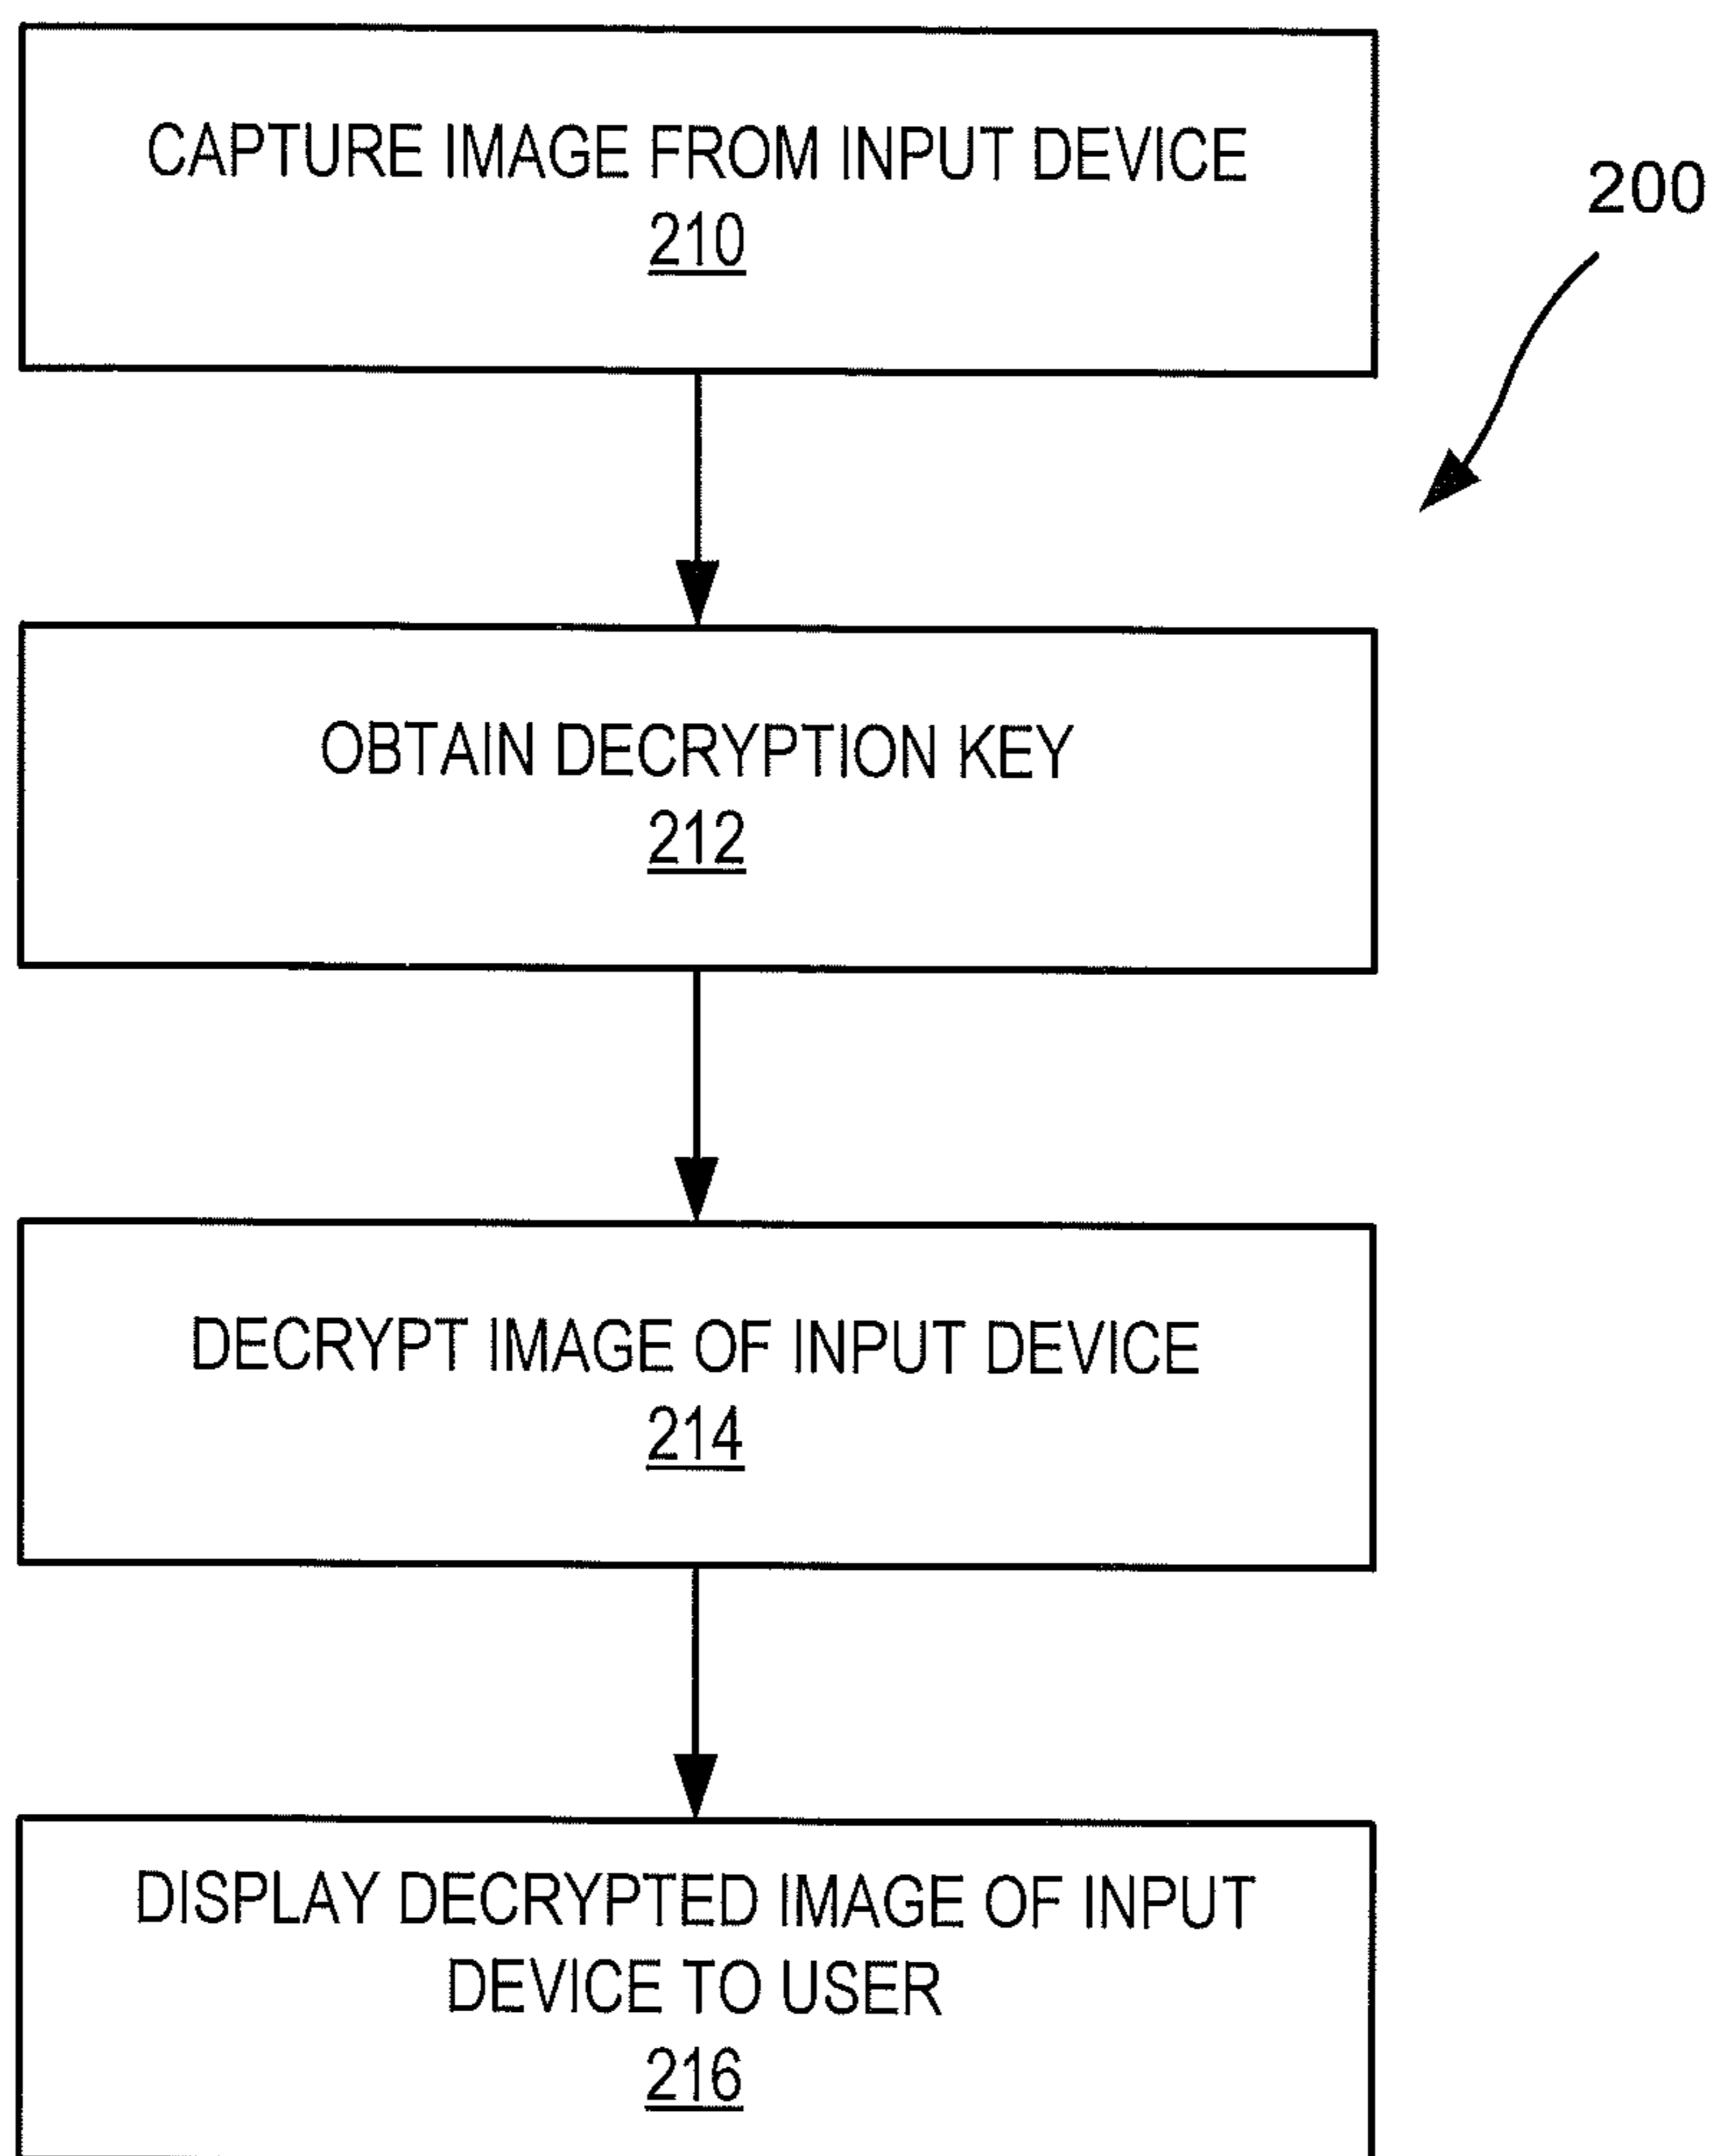 CAPTURE IMAGE FROM INPUT DEVICE
210
200
OBTAIN DECRYPTION KEY
212
DECRYPT IMAGE OF INPUT DEVICE
214
DISPLAY DECRYPTED IMAGE OF INPUT
DEVICE TO USER
216